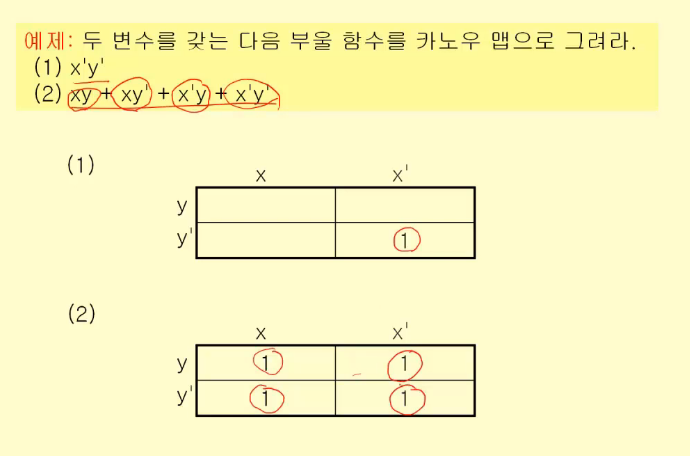 예제: 두 변수를 갖는 다음 부울 함수를 카노우 맵으로 그려라.
(1) x'y'
(2) xy + xy' + x'y + x'y'
(1)
x x'
y
y' 1
(2)
x x'
y 1 1
y' 1 1